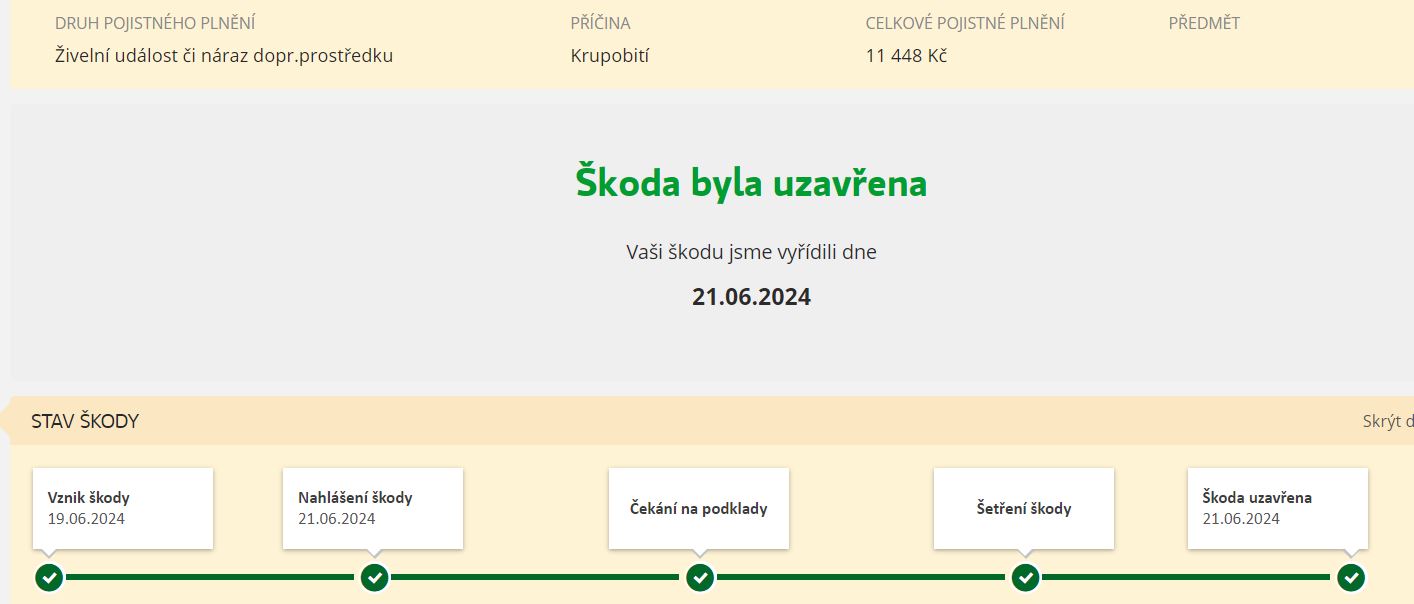 DRUH POJISTNÉHO PLNĚNÍ PŘÍČINA CELKOVÉ POJISTNÉ PLNĚNÍ PŘEDMĚT
Živelní událost či náraz dopr.prostředku Krupobití 11 448 Kč
Škoda byla uzavřena
Vaši škodu jsme vyřídili dne
21.06.2024
STAV ŠKODY Skrýt d
Vznik škody
19.06.2024
Nahlášení škody
21.06.2024
Čekání na podklady
Šetření škody
Škoda uzavřena
21.06.2024